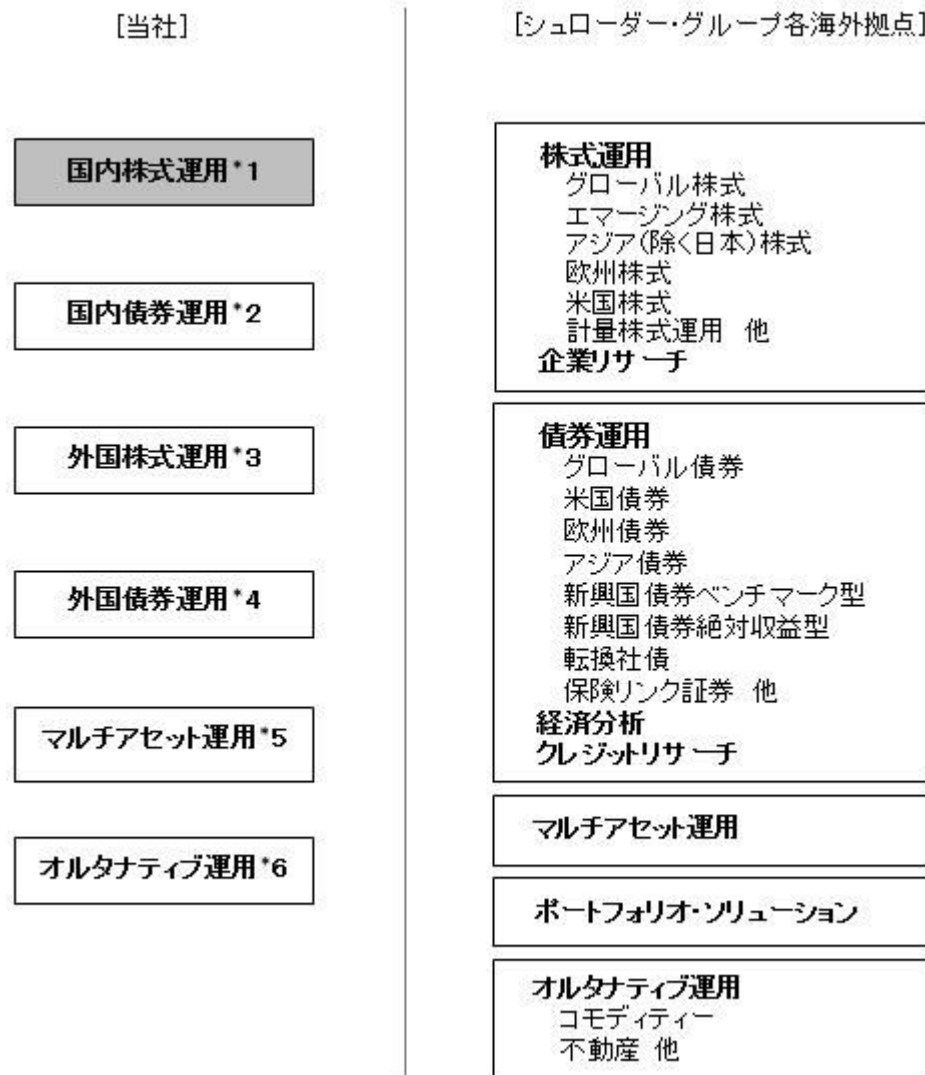 [当社]
国内株式運用*1
国内債券運用*2
外国株式運用*3
外国債券運用*4
マルチアセット運用*5
オルタナティブ運用*6
[シュローダー・グループ各海外拠点]
株式運用
グローバル株式
エマージング株式
アジア(除く日本)株式
欧州株式
米国株式
計量株式運用 他
企業リサーチ
債券運用
グローバル債券
米国債券
欧州債券
アジア債券
新興国債券ベンチマーク型
新興国債券絶対収益型
転換社債
保険リンク証券 他
経済分析
クレジットリサーチ
マルチアセット運用
ポートフォリオ・ソリューション
オルタナティブ運用
コモディティー
不動産 他